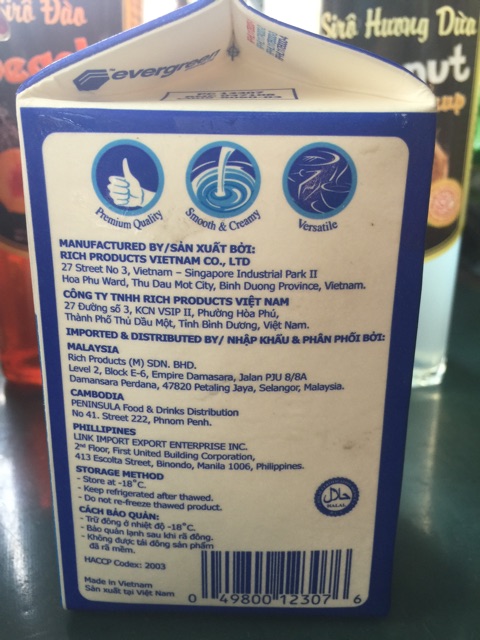 Sirô Đào
Sirô Hương Dừa
evergreen
Premium Quality
Smooth & Creamy
Versatile
MANUFACTURED BY/SẢN XUẤT BỞI:
RICH PRODUCTS VIETNAM CO., LTD
27 Street No 3, Vietnam – Singapore Industrial Park II
Hoa Phu Ward, Thu Dau Mot City, Binh Duong Province, Vietnam.
CÔNG TY TNHH RICH PRODUCTS VIỆT NAM
27 Đường số 3, KCN VSIP II, Phường Hòa Phú,
Thành Phố Thủ Dầu Một, Tỉnh Bình Dương, Việt Nam.
IMPORTED & DISTRIBUTED BY/ NHẬP KHẨU & PHÂN PHỐI BỞI:
MALAYSIA
Rich Products (M) SDN. BHD.
Level 2, Block E-6, Empire Damasara, Jalan PJU 8/8A
Damansara Perdana, 47820 Petaling Jaya, Selangor, Malaysia.
CAMBODIA
PENINSULA Food & Drinks Distribution
No 41. Street 222, Phnom Penh.
PHILLIPINES
LINK IMPORT EXPORT ENTERPRISE INC.
2nd Floor, First United Building Corporation,
413 Escolta Street, Binondo, Manila 1006, Philippines.
STORAGE METHOD
- Store at -18°C.
- Keep refrigerated after thawed.
- Do not re-freeze thawed product.
CÁCH BẢO QUẢN:
- Trữ đông ở nhiệt độ -18°C.
- Bảo quản lạnh sau khi rã đông.
- Không được tái đông sản phẩm
đã rã mềm.
حلال
HALAL
HACCP Codex: 2003
Made in Vietnam
Sản xuất tại Việt Nam
0 49800 12307 6